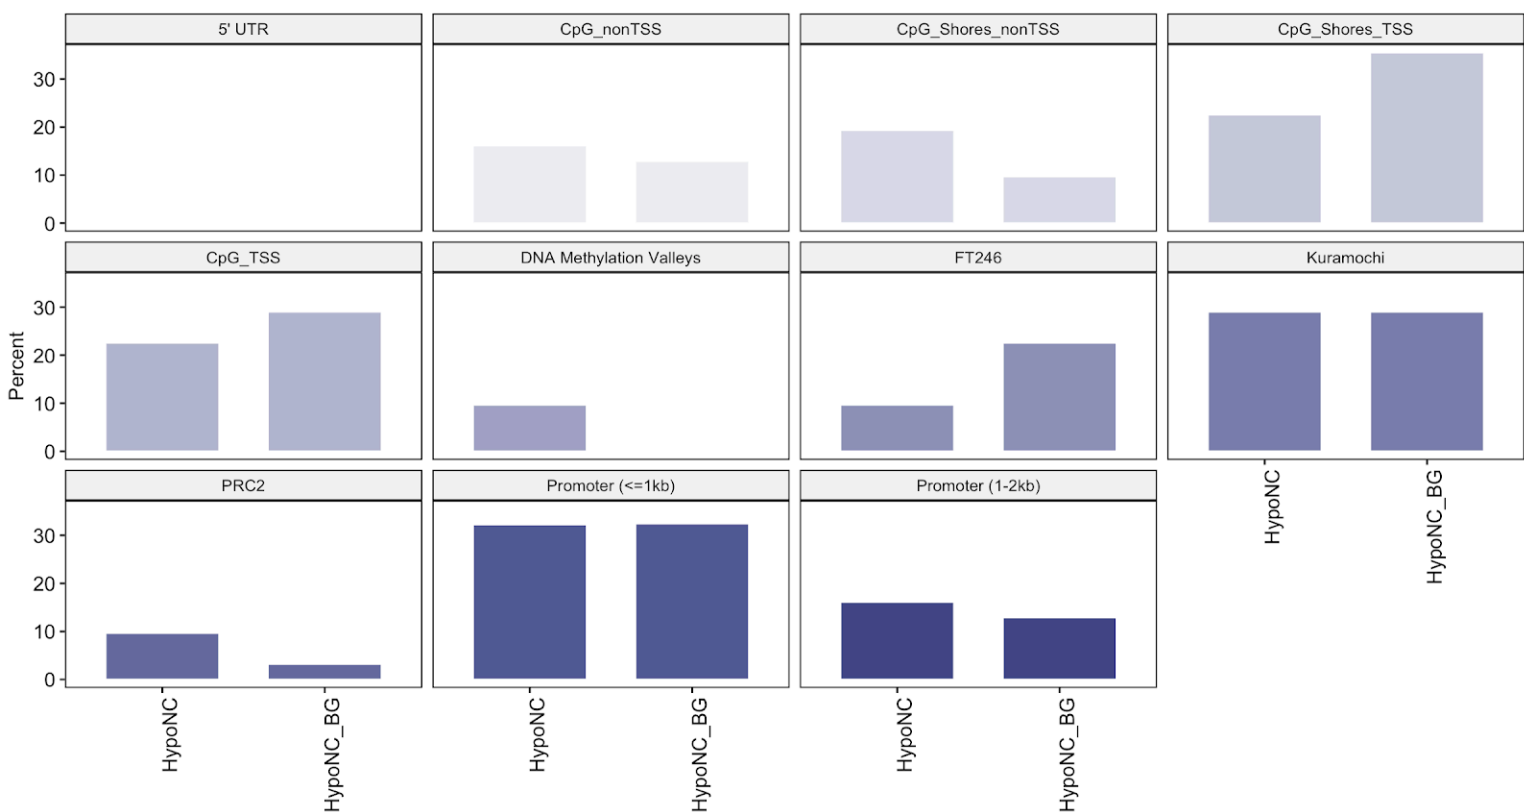 5' UTR
CpG_nonTSS
CpG_Shores_nonTSS
CpG_Shores_TSS
30
20
10
0
CpG_TSS
DNA Methylation Valleys
FT246
Kuramochi
Percent
30
20
10
0
HypoNC
HypoNC_BG
PRC2
Promoter (<=1kb)
Promoter (1-2kb)
30
20
10
0
HypoNC
HypoNC_BG
HypoNC
HypoNC_BG
HypoNC
HypoNC_BG